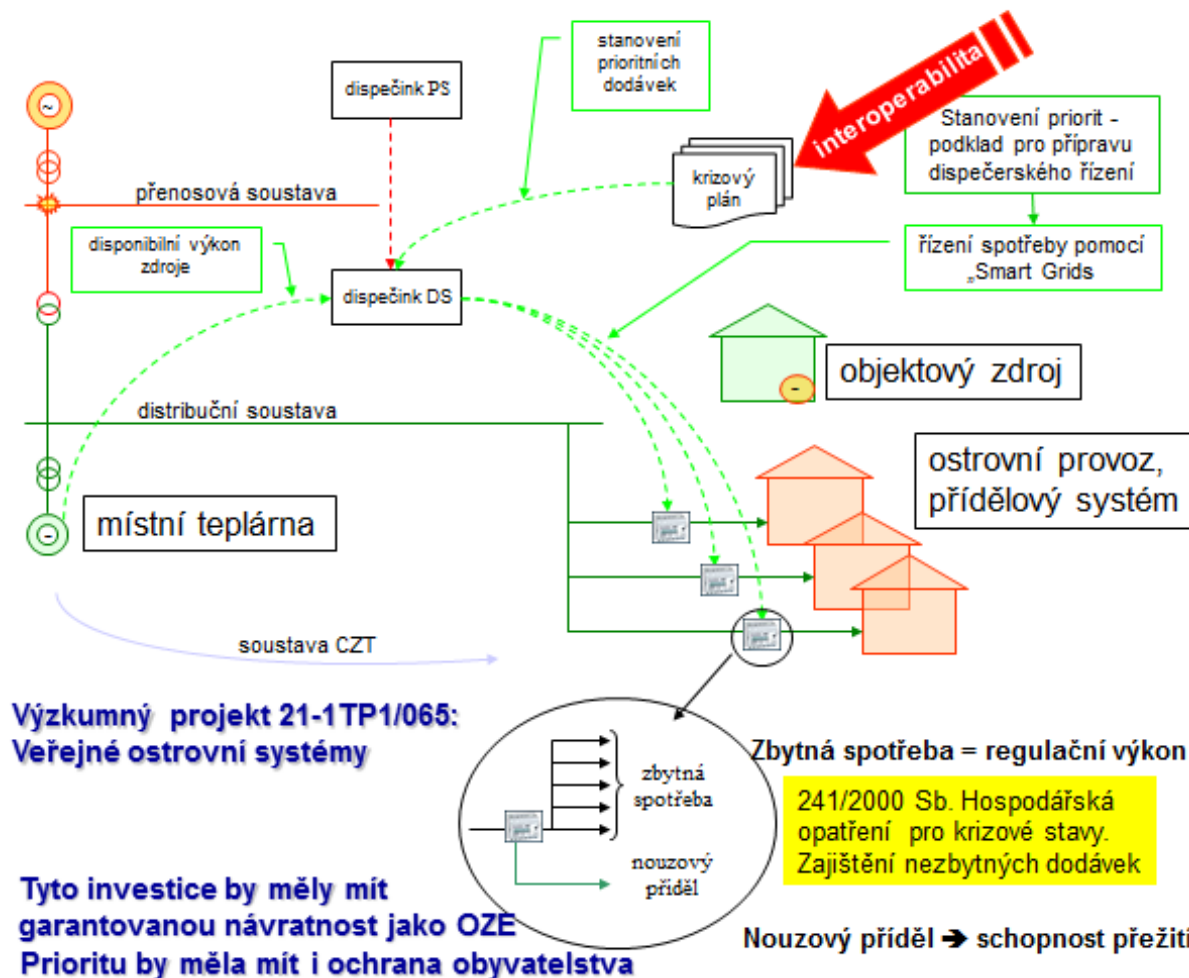 stanovení
prioritních
dodávek
dispečink PS
interoperabilita
Stanovení priorit -
podklad pro přípravu
dispečerského řízení
~
krizový
plán
přenosová soustava
disponibilní výkon
zdroje
řízení spotřeby pomocí
„Smart Grids
dispečink DS
objektový zdroj
-
distribuční soustava
ostrovní provoz,
přídělový systém
místní teplárna
-
soustava CZT
Výzkumný projekt 21-1TP1/065:
Veřejné ostrovní systémy
zbytná
spotřeba
nouzový
příděl
Zbytná spotřeba = regulační výkon
241/2000 Sb. Hospodářská
opatření pro krizové stavy.
Zajištění nezbytných dodávek
Tyto investice by měly mít
garantovanou návratnost jako OZE
Prioritu by měla mít i ochrana obyvatelstva
Nouzový příděl ➔ schopnost přežití